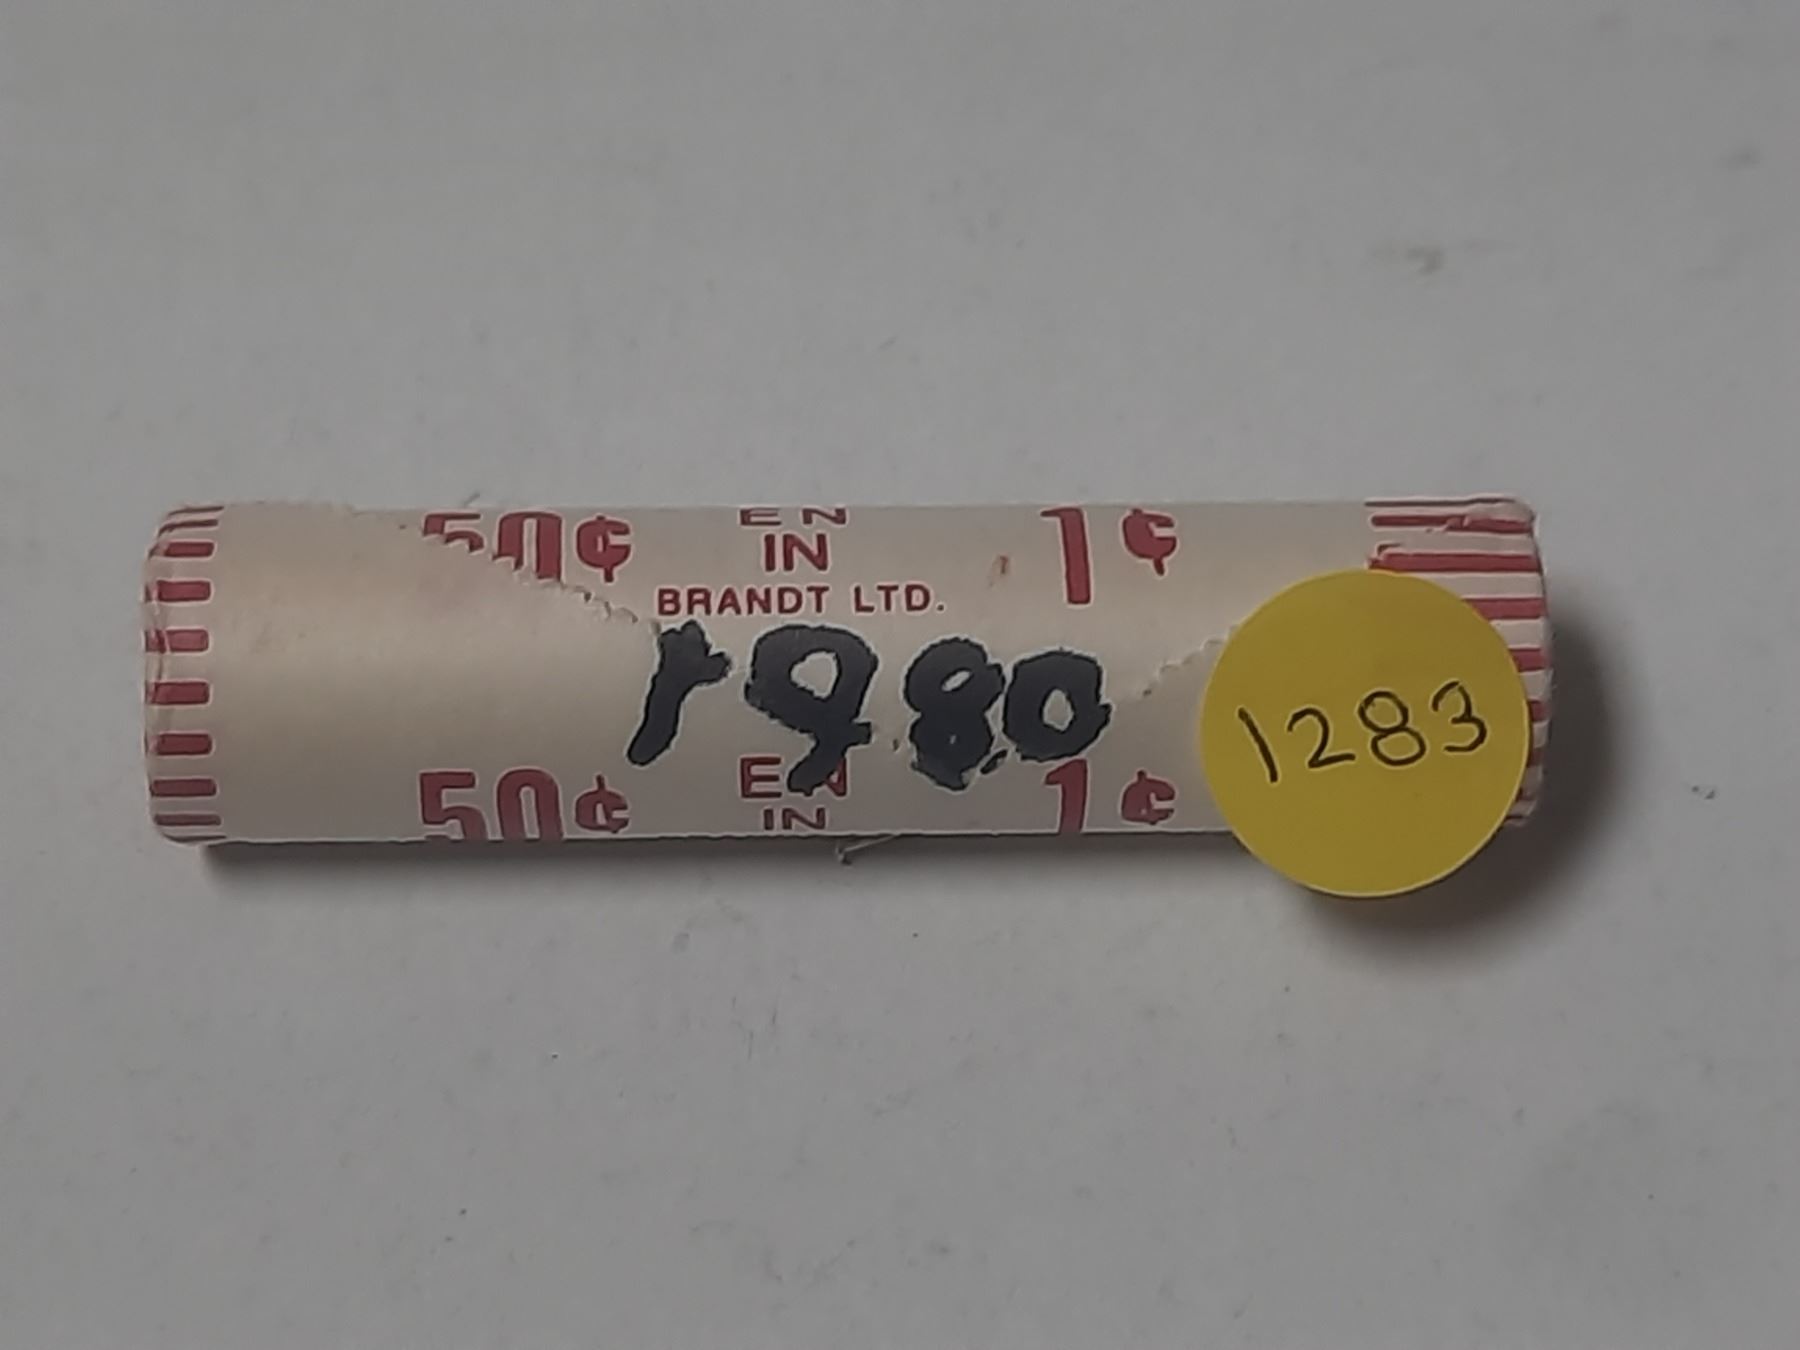 50¢ EN 1¢
IN
BRANDT LTD.
1980
1283
50¢ EN 1¢
IN